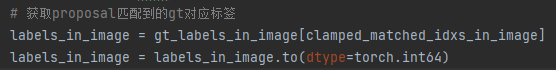 # 获取proposal匹配到的gt对应标签
labels_in_image = gt_labels_in_image[clamped_matched_idxs_in_image]
labels_in_image = labels_in_image.to(dtype=torch.int64)